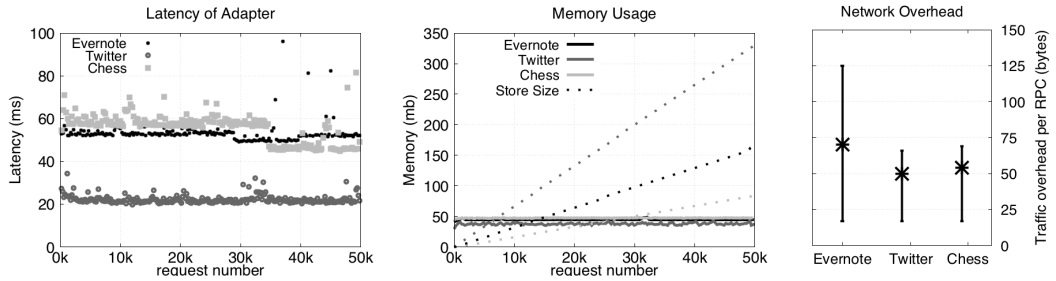 Latency of Adapter
Latency (ms)
100
80
60
40
20
0
Evernote
Twitter
Chess
0k 10k 20k 30k 40k 50k
request number
Memory Usage
Memory (mb)
350
300
250
200
150
100
50
0
Evernote
Twitter
Chess
Store Size
0k 10k 20k 30k 40k 50k
request number
Network Overhead
150
125
100
75
50
25
0
Traffic overhead per RPC (bytes)
Evernote Twitter Chess